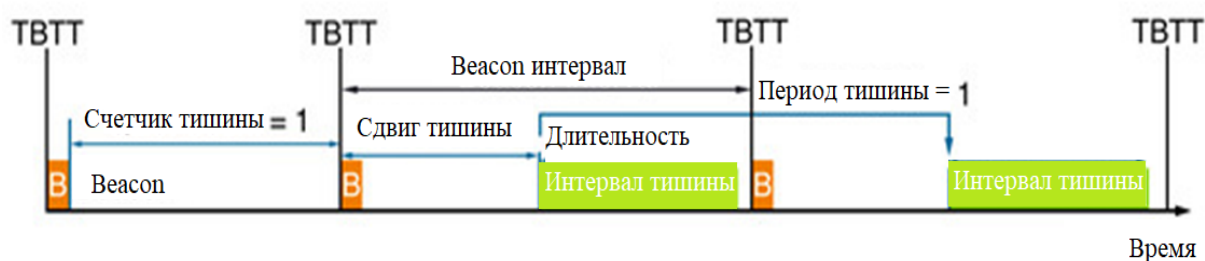 TBTT TBTT TBTT TBTT
Beacon интервал
Период тишины = 1
Счетчик тишины = 1
Сдвиг тишины
Длительность
B Beacon B Интервал тишины B Интервал тишины
Время